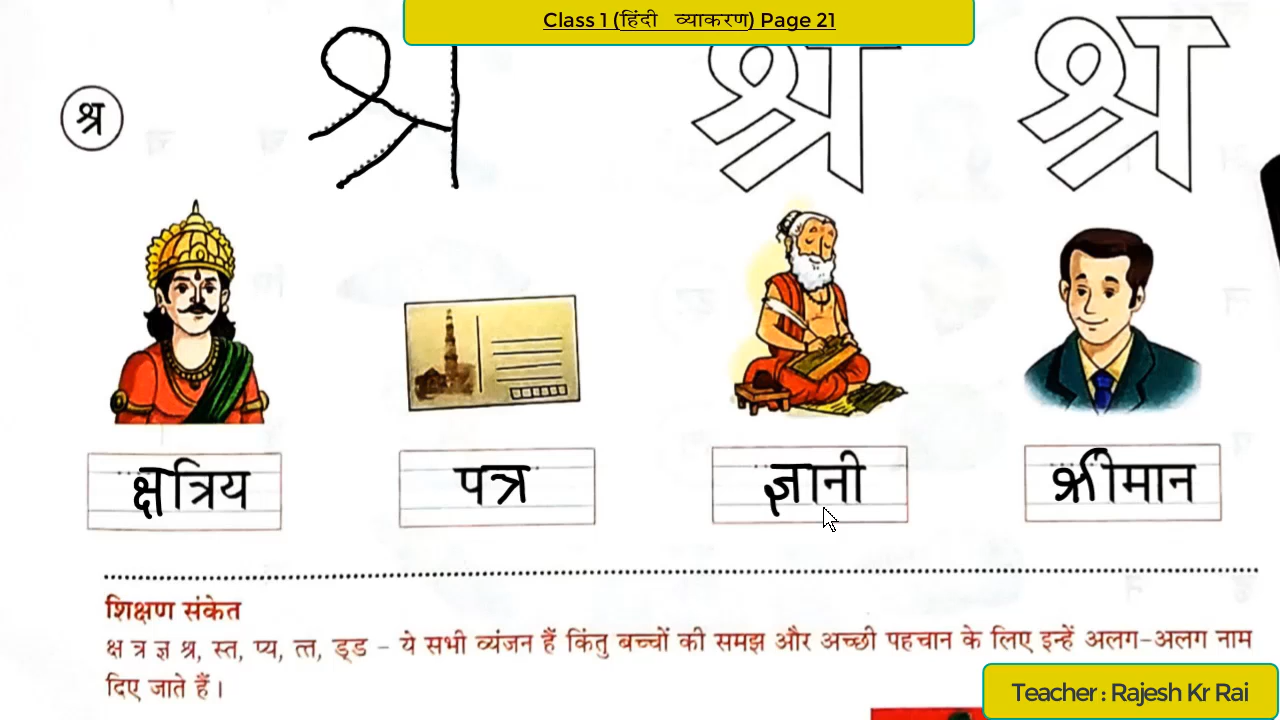 Class 1 (हिंदी व्याकरण) Page 21
श्र श्र श्र श्र
क्षत्रिय पत्र ज्ञानी श्रीमान
शिक्षण संकेत
क्ष त्र ज्ञ श्र, स्त, प्य, त्त, ड्ड – ये सभी व्यंजन हैं किंतु बच्चों की समझ और अच्छी पहचान के लिए इन्हें अलग-अलग नाम
दिए जाते हैं।
Teacher : Rajesh Kr Rai